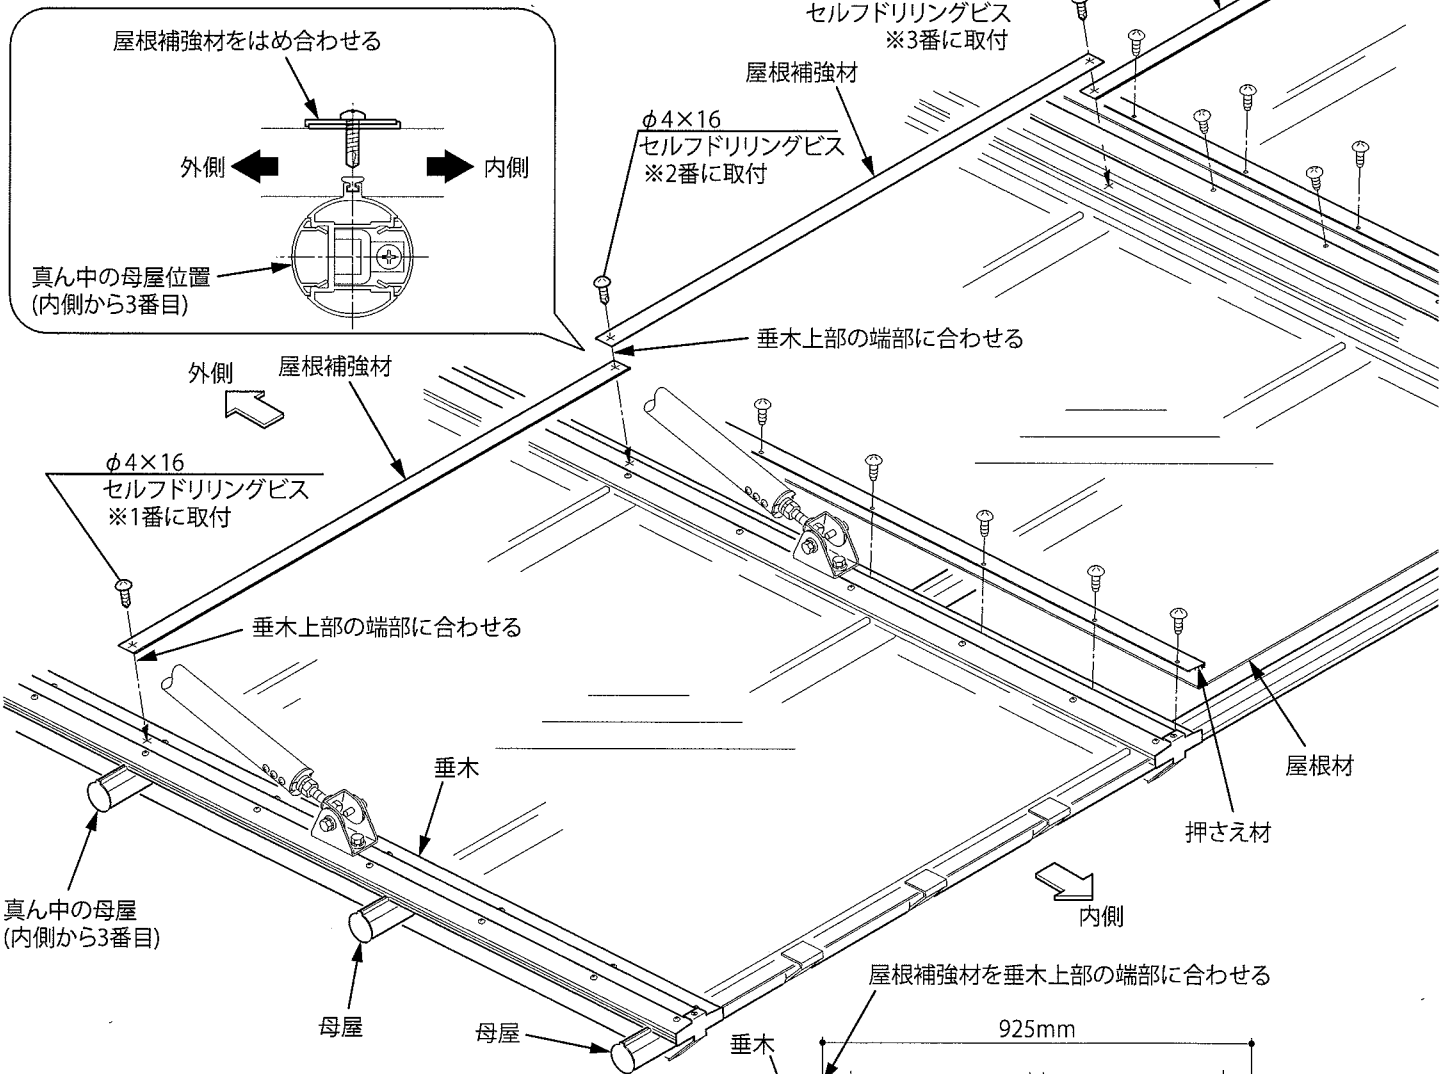 屋根補強材をはめ合わせる
外側
内側
真ん中の母屋位置
(内側から3番目)
セルフドリリングビス
※3番に取付
屋根補強材
φ4×16
セルフドリリングビス
※2番に取付
垂木上部の端部に合わせる
外側
屋根補強材
φ4×16
セルフドリリングビス
※1番に取付
垂木上部の端部に合わせる
垂木
屋根材
押さえ材
内側
真ん中の母屋
(内側から3番目)
母屋
母屋
屋根補強材を垂木上部の端部に合わせる
925mm
垂木